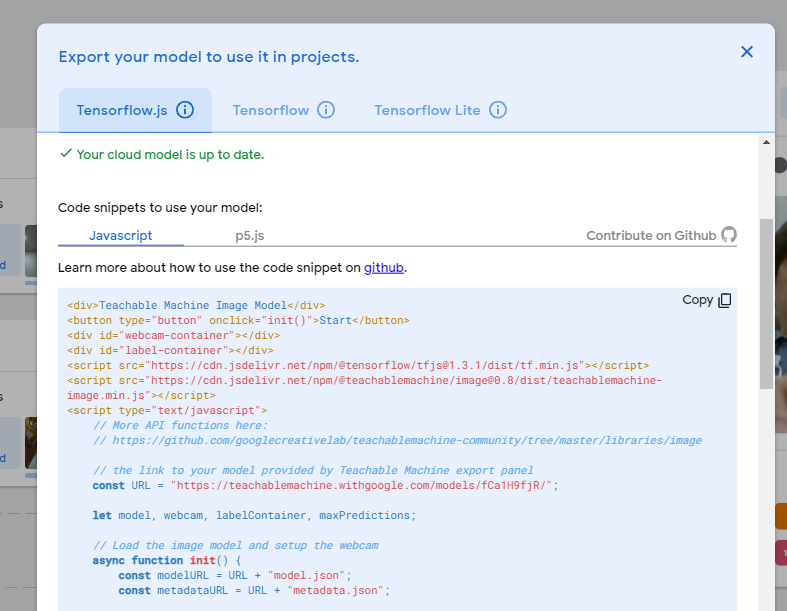 Export your model to use it in projects.
Tensorflow.js
Tensorflow
Tensorflow Lite
Your cloud model is up to date.
Code snippets to use your model:
Javascript
p5.js
Contribute on Github
Learn more about how to use the code snippet on github.
Copy
<div>Teachable Machine Image Model</div>
<button type="button" onclick="init()">Start</button>
<div id="webcam-container"></div>
<div id="label-container"></div>
<script src="https://cdn.jsdelivr.net/npm/@tensorflow/tfjs@1.3.1/dist/tf.min.js"></script>
<script src="https://cdn.jsdelivr.net/npm/@teachablemachine/image@0.8/dist/teachablemachine-
image.min.js"></script>
<script type="text/javascript">
// More API functions here:
// https://github.com/googlecreativelab/teachablemachine-community/tree/master/libraries/image
// the link to your model provided by Teachable Machine export panel
const URL = "https://teachablemachine.withgoogle.com/models/fCa1H9fjR/";
let model, webcam, labelContainer, maxPredictions;
// Load the image model and setup the webcam
async function init() {
const modelURL = URL + "model.json";
const metadataURL = URL + "metadata.json";